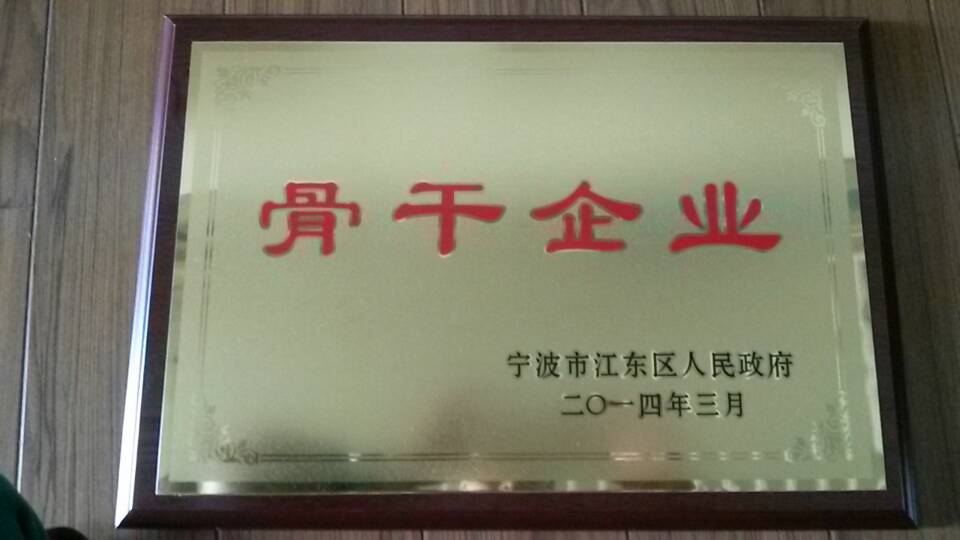 骨干企业
宁波市江东区人民政府
二〇一四年三月